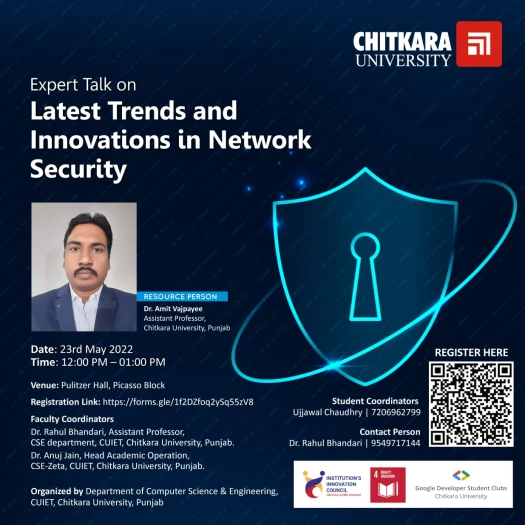 CHITKARA
UNIVERSITY
Expert Talk on
Latest Trends and
Innovations in Network
Security
RESOURCE PERSON
Dr. Amit Vajpayee
Assistant Professor,
Chitkara University, Punjab
Date: 23rd May 2022
Time: 12:00 PM – 01:00 PM
Venue: Pulitzer Hall, Picasso Block
Registration Link: https://forms.gle/1f2DZfoq2ySq55zV8
Faculty Coordinators
Dr. Rahul Bhandari, Assistant Professor,
CSE department, CUIET, Chitkara University, Punjab.
Dr. Anuj Jain, Head Academic Operation,
CSE-Zeta, CUIET, Chitkara University, Punjab.
Organized by Department of Computer Science & Engineering,
CUIET, Chitkara University, Punjab
REGISTER HERE
Student Coordinators
Ujjawal Chaudhry | 7206962799
Contact Person
Dr. Rahul Bhandari | 9549717144
INSTITUTION'S
INNOVATION
COUNCIL
4 QUALITY
EDUCATION
Google Developer Student Clubs
Chitkara University